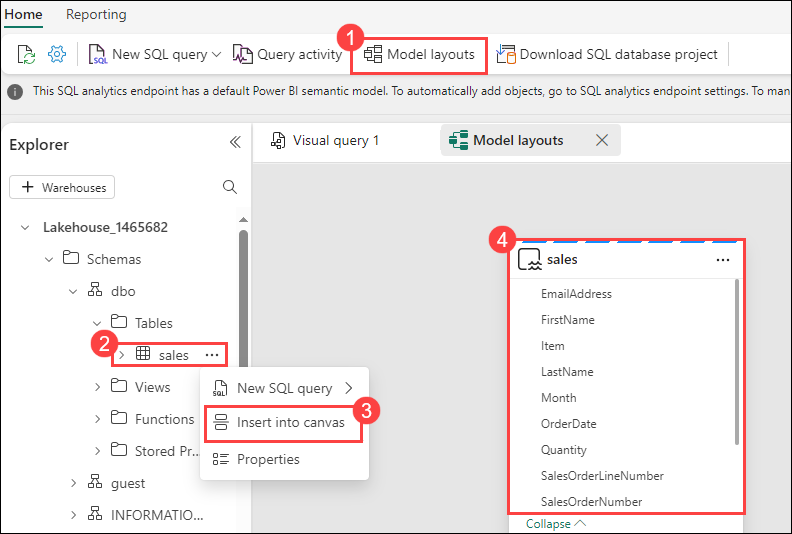 Home Reporting
1
SQL New SQL query Query activity Model layouts Download SQL database project
This SQL analytics endpoint has a default Power BI semantic model. To automatically add objects, go to SQL analytics endpoint settings. To man
Explorer
Visual query 1 Model layouts
+ Warehouses
Lakehouse_1465682
Schemas
dbo
Tables
2
sales ...
Views
Functions
Stored Pr...
guest
INFORMATIO...
SQL New SQL query
3
Insert into canvas
Properties
4
sales ...
EmailAddress
FirstName
Item
LastName
Month
OrderDate
Quantity
SalesOrderLineNumber
SalesOrderNumber
Collapse